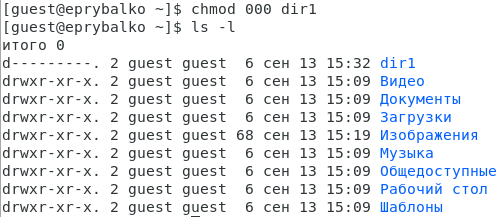 [guest@eprybalko ~]$ chmod 000 dir1
[guest@eprybalko ~]$ ls -l
итого 0
d---------. 2 guest guest  6 сен 13 15:32 dir1
drwxr-xr-x. 2 guest guest  6 сен 13 15:09 Видео
drwxr-xr-x. 2 guest guest  6 сен 13 15:09 Документы
drwxr-xr-x. 2 guest guest  6 сен 13 15:09 Загрузки
drwxr-xr-x. 2 guest guest 68 сен 13 15:19 Изображения
drwxr-xr-x. 2 guest guest  6 сен 13 15:09 Музыка
drwxr-xr-x. 2 guest guest  6 сен 13 15:09 Общедоступные
drwxr-xr-x. 2 guest guest  6 сен 13 15:09 Рабочий стол
drwxr-xr-x. 2 guest guest  6 сен 13 15:09 Шаблоны